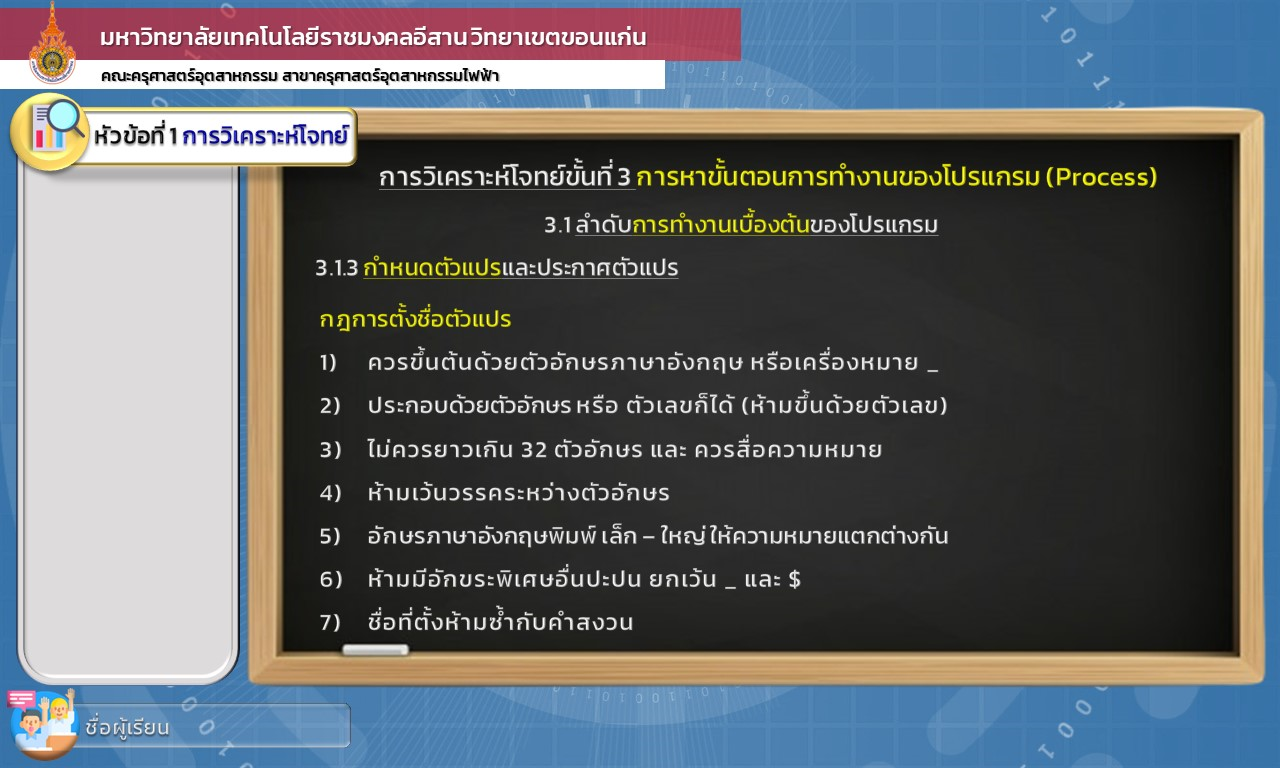 มหาวิทยาลัยเทคโนโลยีราชมงคลอีสาน วิทยาเขตขอนแก่น
คณะครุศาสตร์อุตสาหกรรม สาขาครุศาสตร์อุตสาหกรรมไฟฟ้า
หัวข้อที่ 1 การวิเคราะห์โจทย์
การวิเคราะห์โจทย์ขั้นที่ 3 การหาขั้นตอนการทำงานของโปรแกรม (Process)
3.1 ลำดับการทำงานเบื้องต้นของโปรแกรม
3.1.3 กำหนดตัวแปรและประกาศตัวแปร
กฎการตั้งชื่อตัวแปร
1) ควรขึ้นต้นด้วยตัวอักษรภาษาอังกฤษ หรือเครื่องหมาย _
2) ประกอบด้วยตัวอักษร หรือ ตัวเลขก็ได้ (ห้ามขึ้นด้วยตัวเลข)
3) ไม่ควรยาวเกิน 32 ตัวอักษร และ ควรสื่อความหมาย
4) ห้ามเว้นวรรคระหว่างตัวอักษร
5) อักษรภาษาอังกฤษพิมพ์ เล็ก – ใหญ่ ให้ความหมายแตกต่างกัน
6) ห้ามมีอักขระพิเศษอื่นปะปน ยกเว้น _ และ $
7) ชื่อที่ตั้งห้ามซ้ำกับคำสงวน
ชื่อผู้เรียน